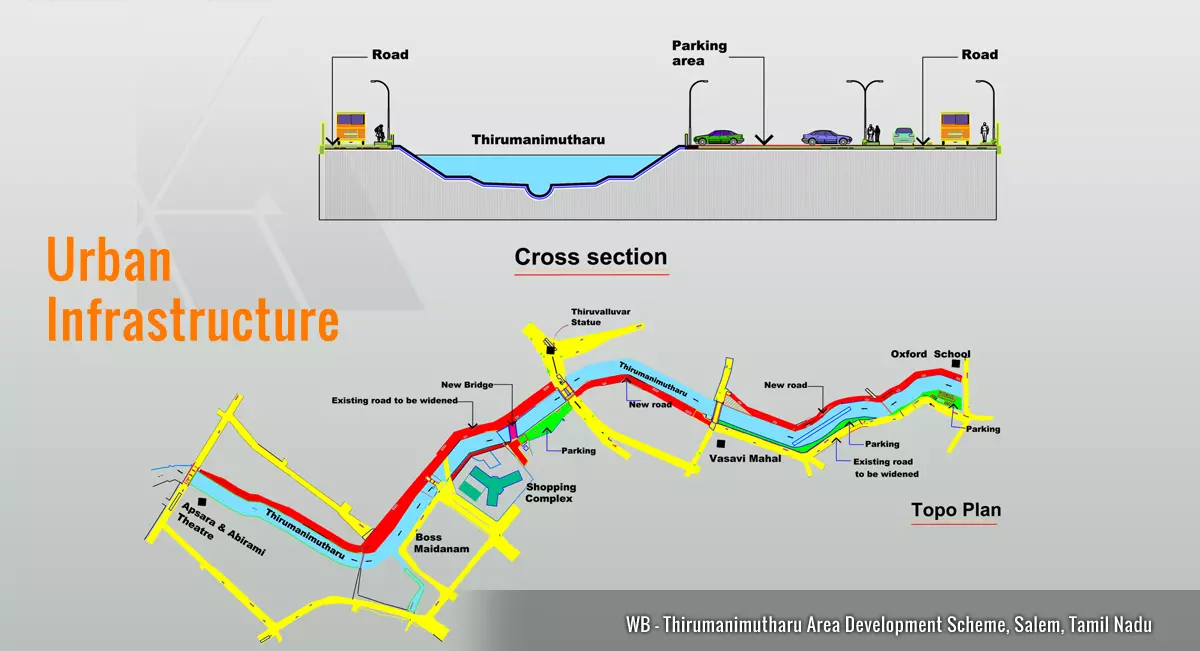 Road
Parking
area
Road
Thirumanimutharu
Cross section
Urban
Infrastructure
Thiruvalluvar
Statue
Oxford School
Thirumanimutharu
New Bridge
New road
Existing road to be widened
New road
Parking
Parking
Parking
Vasavi Mahal
Existing road
to be widened
Shopping
Complex
Apsara & Abirami
Theatre
Thirumanimutharu
Boss
Maidanam
Topo Plan
WB - Thirumanimutharu Area Development Scheme, Salem, Tamil Nadu